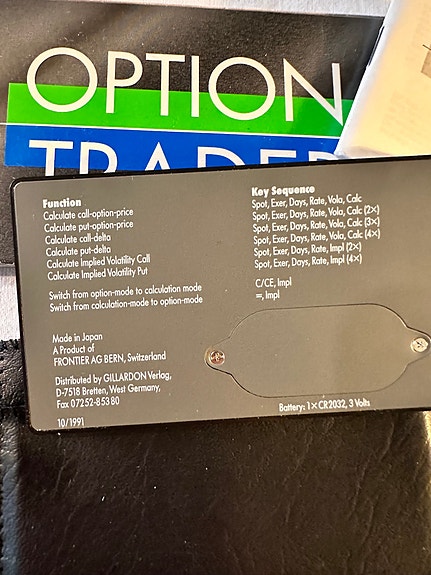 OPTION
TRADER
Function
Calculate call-option-price
Calculate put-option-price
Calculate call-delta
Calculate put-delta
Calculate Implied Volatility Call
Calculate Implied Volatility Put
Switch from option-mode to calculation mode
Switch from calculation-mode to option-mode
Key Sequence
Spot, Exer, Days, Rate, Vola, Calc
Spot, Exer, Days, Rate, Vola, Calc (2×)
Spot, Exer, Days, Rate, Vola, Calc (3×)
Spot, Exer, Days, Rate, Vola, Calc (4×)
Spot, Exer, Days, Rate, Impl (2×)
Spot, Exer, Days, Rate, Impl (4×)
C/CE, Impl
=, Impl
Made in Japan
A Product of
FRONTIER AG BERN, Switzerland
Distributed by GILLARDON Verlag,
D-7518 Bretten, West Germany,
Fax 07252-853 80
10/1991
Battery: 1×CR2032, 3 Volts